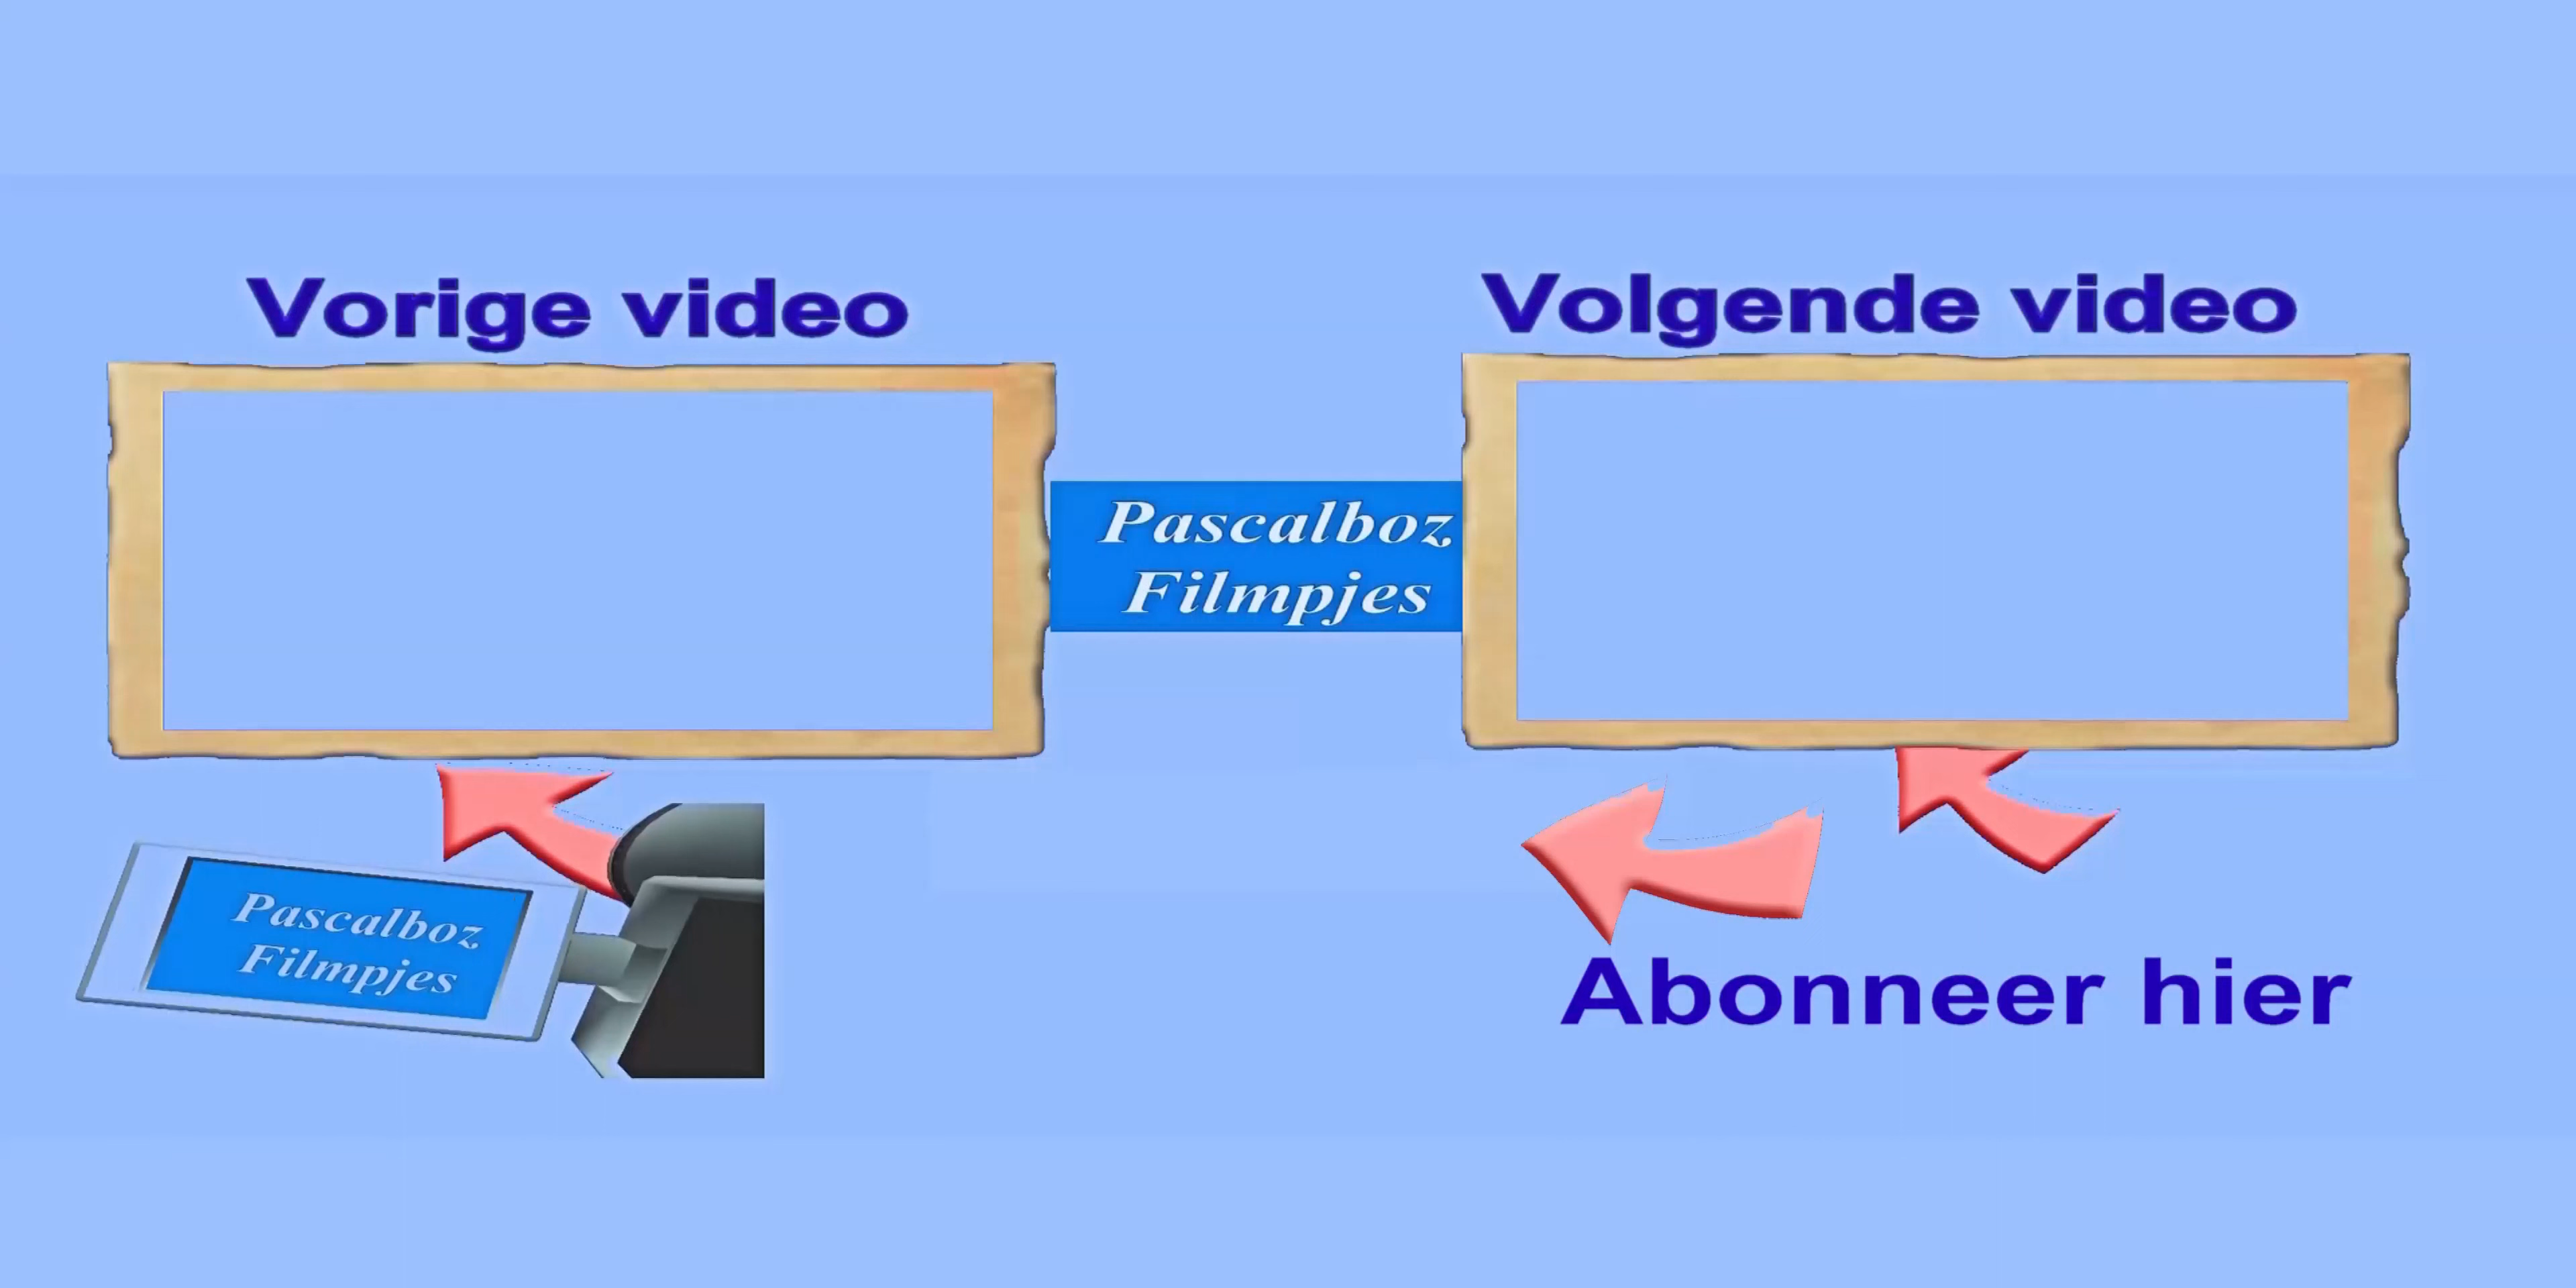 Vorige video
Volgende video
Pascalboz
Filmpjes
Pascalboz
Filmpjes
Abonneer hier